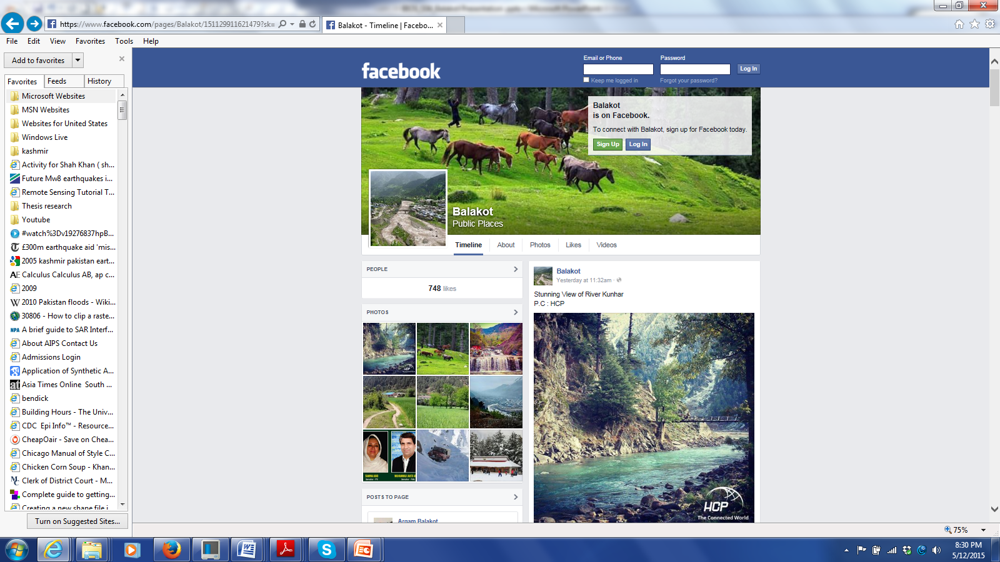 https://www.facebook.com/pages/Balakot/151129911621479?sk=
Balakot - Timeline | Facebo...
File Edit View Favorites Tools Help
Add to favorites
Favorites Feeds History
Microsoft Websites
MSN Websites
Websites for United States
Windows Live
kashmir
Activity for Shah Khan ( sh...
Future Mw8 earthquakes i...
Remote Sensing Tutorial T...
Thesis research
Youtube
#watch%3Dv19276837hpB...
£300m earthquake aid 'mis...
2005 kashmir pakistan eart...
Calculus Calculus AB, ap c...
2009
2010 Pakistan floods - Wiki...
30806 - How to clip a raste...
A brief guide to SAR Interf...
About AIPS Contact Us
Admissions Login
Application of Synthetic A...
Asia Times Online South ...
bendick
Building Hours - The Univ...
CDC Epi Info™ - Resource...
CheapOair - Save on Chea...
Chicago Manual of Style C...
Chicken Corn Soup - Khan...
Clerk of District Court - M...
Complete guide to getting...
Creating a new shape file i...
Turn on Suggested Sites...
facebook
Email or Phone
Password
Log In
Keep me logged in
Forgot your password?
Balakot
is on Facebook.
To connect with Balakot, sign up for Facebook today.
Sign Up Log In
Balakot
Public Places
Timeline About Photos Likes Videos
PEOPLE
748 likes
PHOTOS
POSTS TO PAGE
Arqam Balakot
Balakot
Yesterday at 11:32am ·
Stunning View of River Kunhar
P.C : HCP
HCP
The Connected World
75%
8:30 PM
5/12/2015